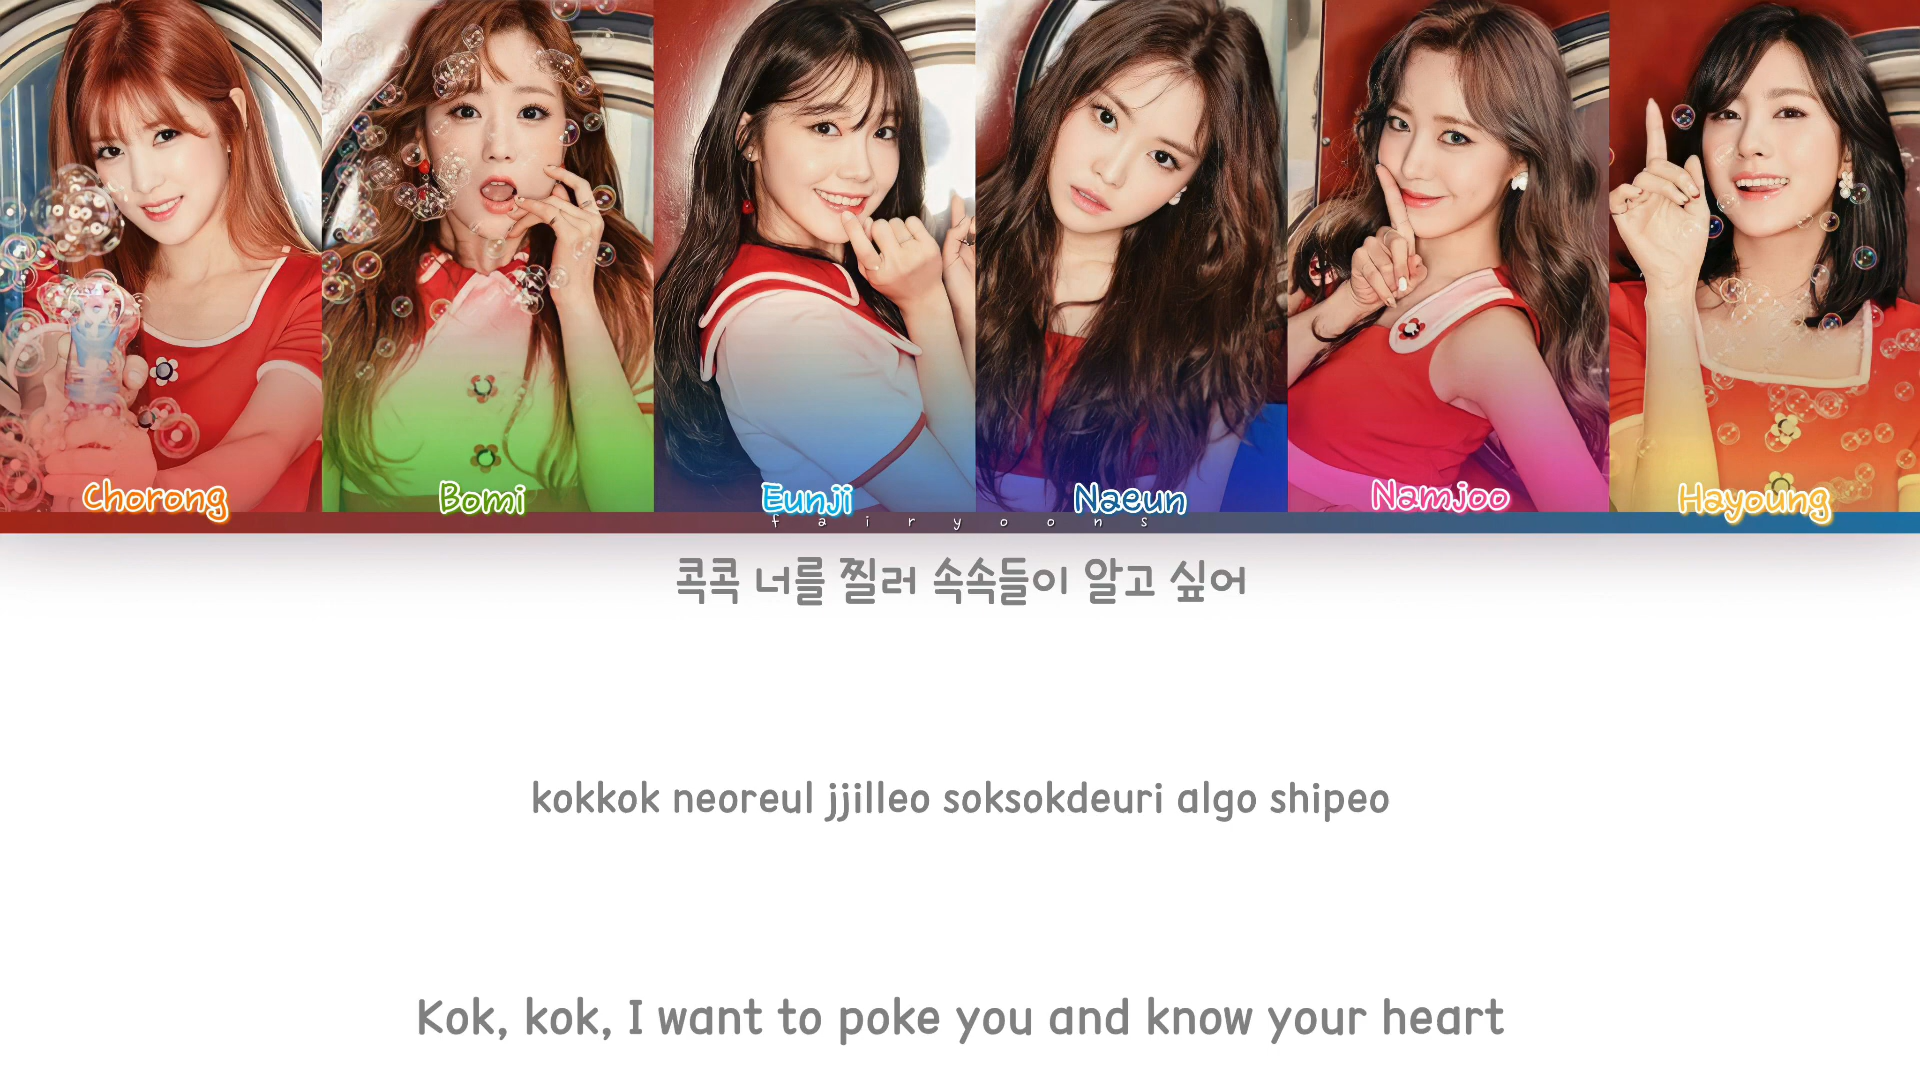 Chorong Bomi Eunji Naeun Namjoo Hayoung
fairyoons
콕콕 너를 찔러 속속들이 알고 싶어
kokkok neoreul jjilleo soksokdeuri algo shipeo
Kok, kok, I want to poke you and know your heart